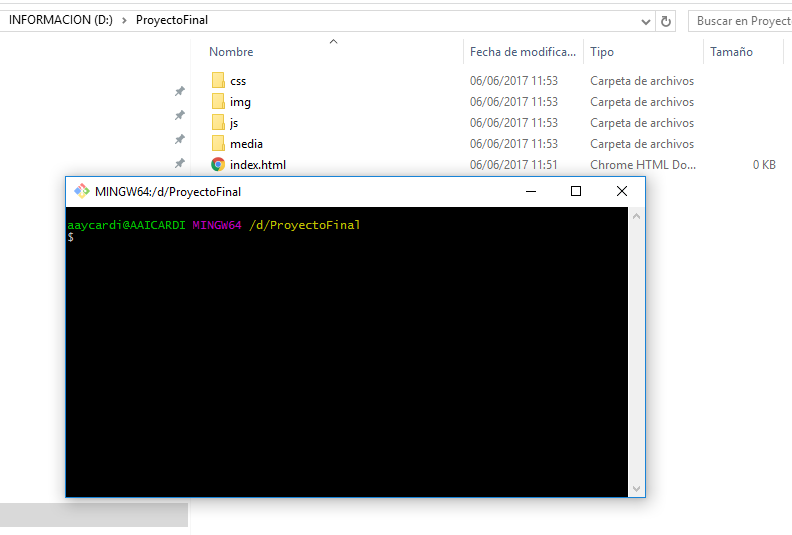 INFORMACION (D:) > ProyectoFinal
Buscar en Proyect
Nombre Fecha de modifica... Tipo Tamaño
css 06/06/2017 11:53 Carpeta de archivos
img 06/06/2017 11:53 Carpeta de archivos
js 06/06/2017 11:53 Carpeta de archivos
media 06/06/2017 11:53 Carpeta de archivos
index.html 06/06/2017 11:51 Chrome HTML Do... 0 KB
MINGW64:/d/ProyectoFinal
aaycardi@AAICARDI MINGW64 /d/ProyectoFinal
$